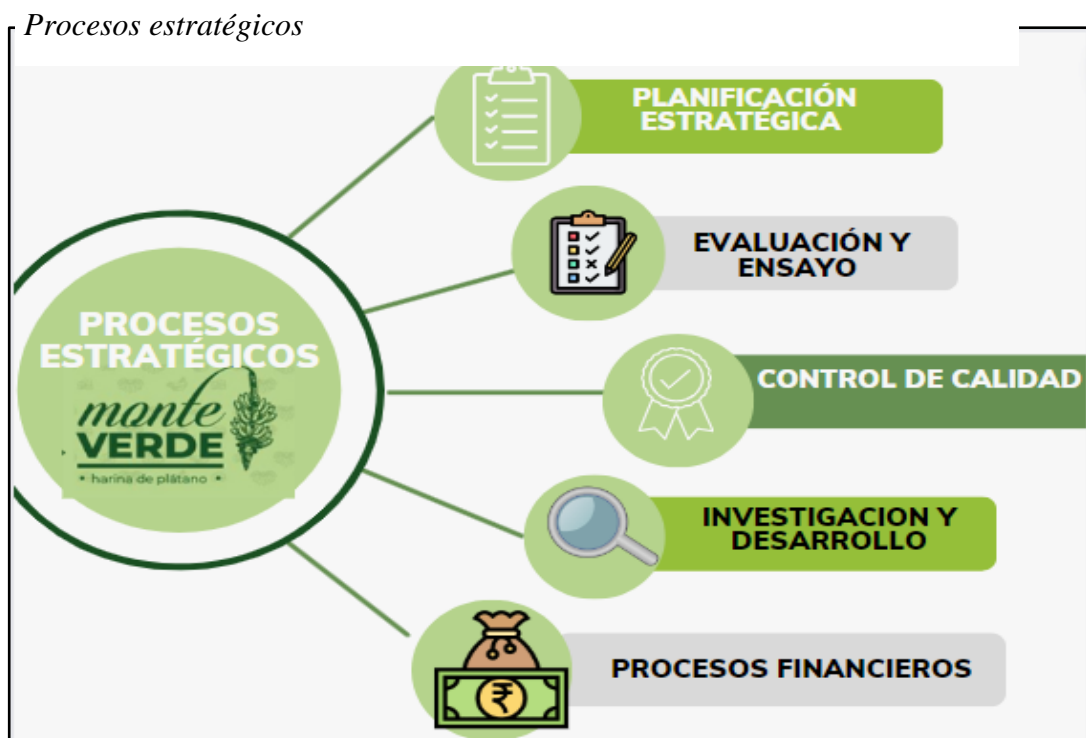 Procesos estratégicos
PLANIFICACIÓN
ESTRATÉGICA
EVALUACIÓN Y
ENSAYO
PROCESOS
ESTRATÉGICOS
monte
VERDE
• harina de plátano •
CONTROL DE CALIDAD
INVESTIGACION Y
DESARROLLO
PROCESOS FINANCIEROS
₹